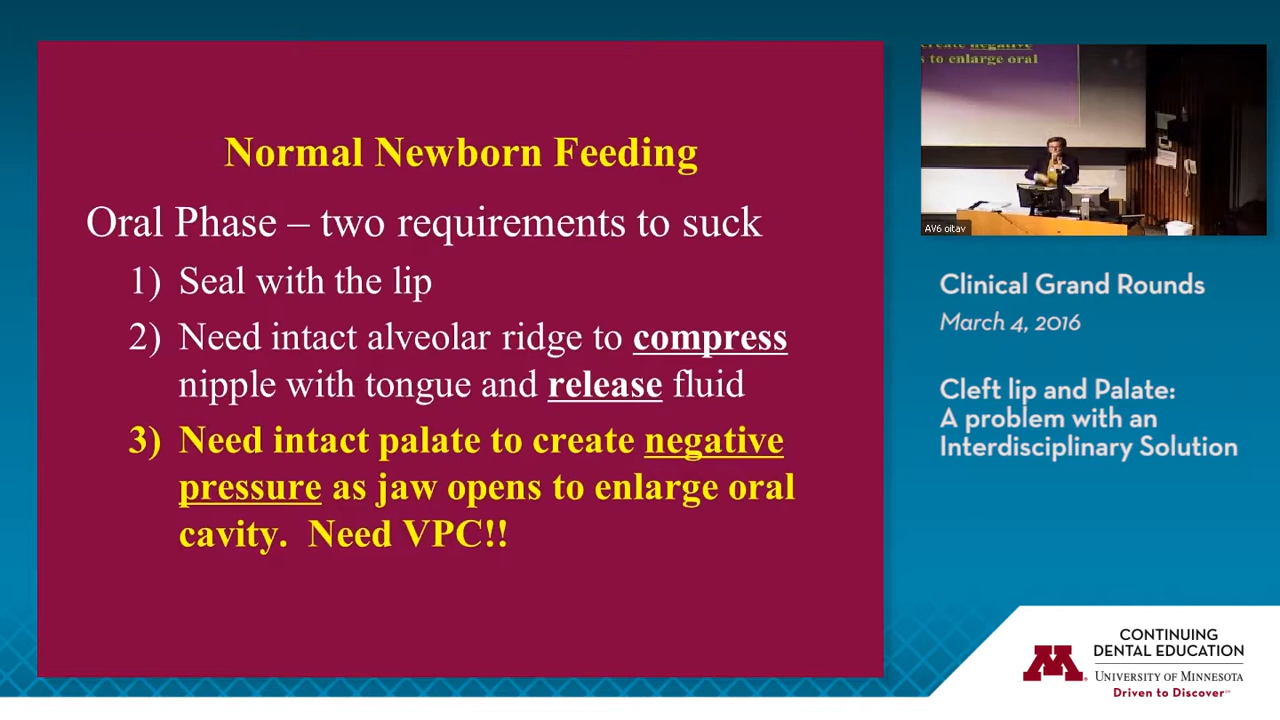 Normal Newborn Feeding
Oral Phase – two requirements to suck
1) Seal with the lip
2) Need intact alveolar ridge to compress
nipple with tongue and release fluid
3) Need intact palate to create negative
pressure as jaw opens to enlarge oral
cavity. Need VPC!!
create negative
s to enlarge oral
AV6 oitav
Clinical Grand Rounds
March 4, 2016
Cleft lip and Palate:
A problem with an
Interdisciplinary Solution
M
CONTINUING
DENTAL EDUCATION
UNIVERSITY OF MINNESOTA
Driven to Discover℠